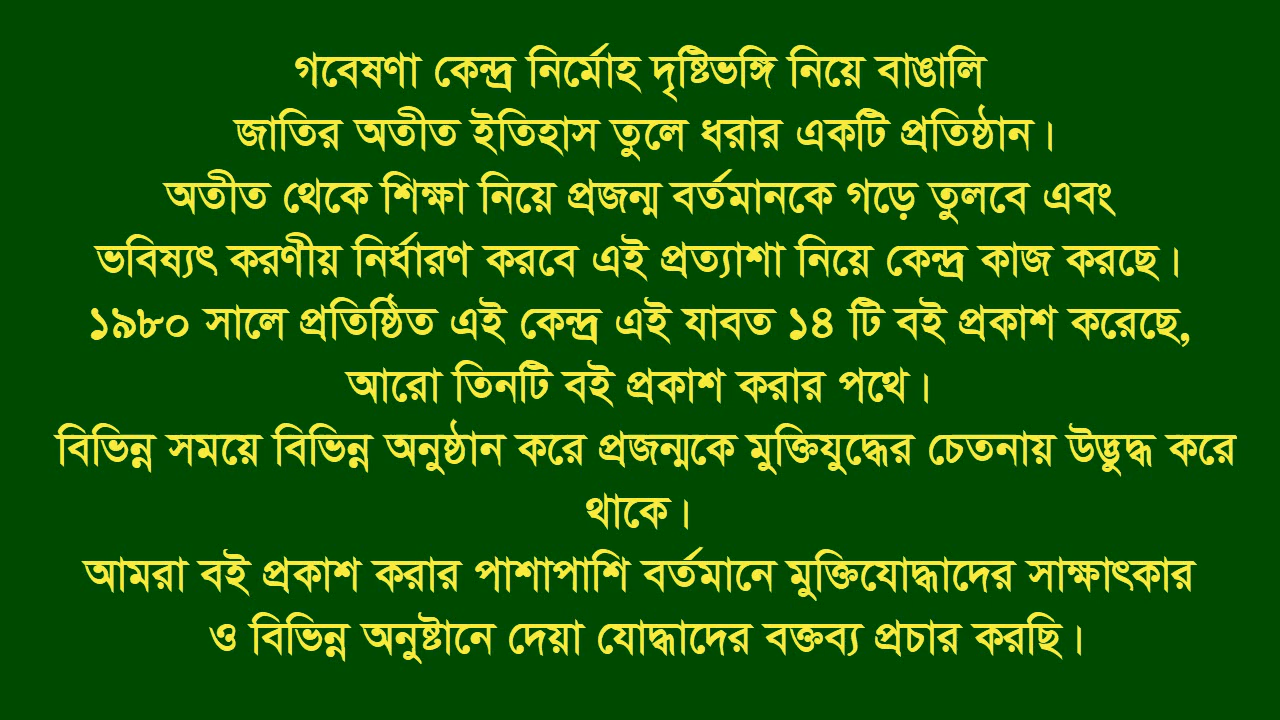 গবেষণা কেন্দ্র নির্মোহ দৃষ্টিভঙ্গি নিয়ে বাঙালি
জাতির অতীত ইতিহাস তুলে ধরার একটি প্রতিষ্ঠান।
অতীত থেকে শিক্ষা নিয়ে প্রজন্ম বর্তমানকে গড়ে তুলবে এবং
ভবিষ্যৎ করণীয় নির্ধারণ করবে এই প্রত্যাশা নিয়ে কেন্দ্র কাজ করছে।
১৯৮০ সালে প্রতিষ্ঠিত এই কেন্দ্র এই যাবত ১৪ টি বই প্রকাশ করেছে,
আরো তিনটি বই প্রকাশ করার পথে।
বিভিন্ন সময়ে বিভিন্ন অনুষ্ঠান করে প্রজন্মকে মুক্তিযুদ্ধের চেতনায় উদ্ভুদ্ধ করে
থাকে।
আমরা বই প্রকাশ করার পাশাপাশি বর্তমানে মুক্তিযোদ্ধাদের সাক্ষাৎকার
ও বিভিন্ন অনুষ্টানে দেয়া যোদ্ধাদের বক্তব্য প্রচার করছি।